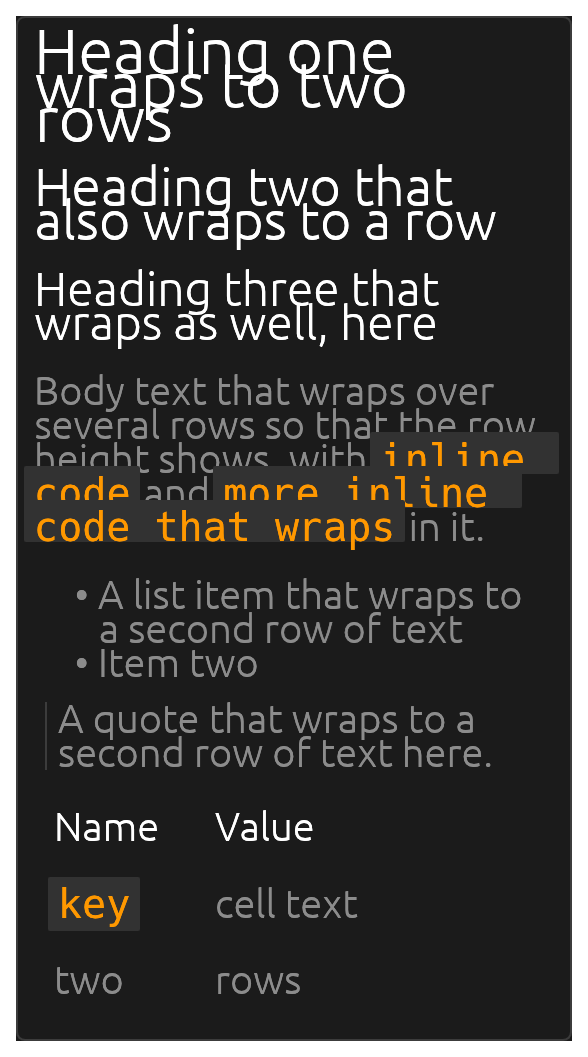 Heading one
wraps to two
rows
Heading two that
also wraps to a row
Heading three that
wraps as well, here
Body text that wraps over
several rows so that the row
height shows, with inline
code and more inline
code that wraps in it.
• A list item that wraps to
a second row of text
• Item two
A quote that wraps to a
second row of text here.
Name Value
key cell text
two rows